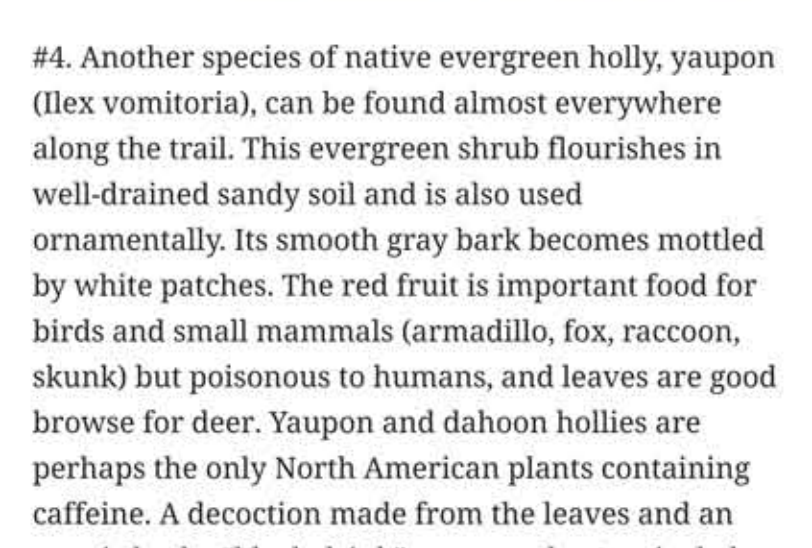 #4. Another species of native evergreen holly, yaupon
(Ilex vomitoria), can be found almost everywhere
along the trail. This evergreen shrub flourishes in
well-drained sandy soil and is also used
ornamentally. Its smooth gray bark becomes mottled
by white patches. The red fruit is important food for
birds and small mammals (armadillo, fox, raccoon,
skunk) but poisonous to humans, and leaves are good
browse for deer. Yaupon and dahoon hollies are
perhaps the only North American plants containing
caffeine. A decoction made from the leaves and an